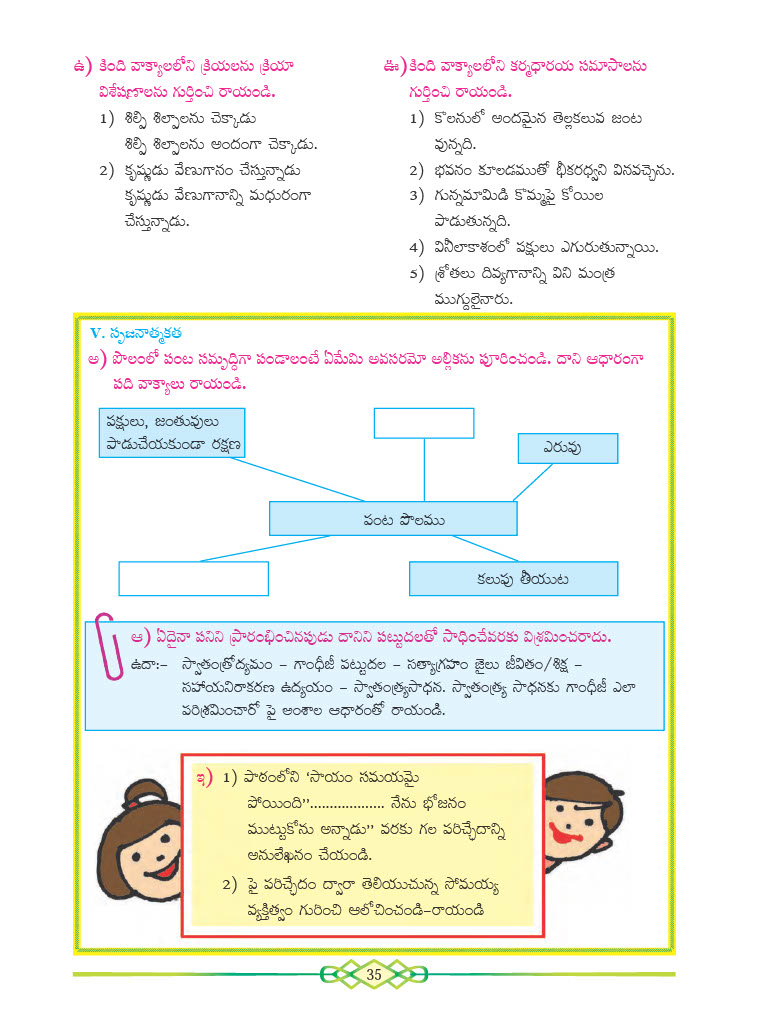 ఉ) కింది వాక్యాలలోని క్రియలను క్రియా
విశేషణాలను గుర్తించి రాయండి.
1) శిల్పి శిల్పాలను చెక్కాడు
శిల్పి శిల్పాలను అందంగా చెక్కాడు.
2) కృష్ణుడు వేణుగానం చేస్తున్నాడు
కృష్ణుడు వేణుగానాన్ని మధురంగా
చేస్తున్నాడు.
ఊ) కింది వాక్యాలలోని కర్మధారయ సమాసాలను
గుర్తించి రాయండి.
1) కొలనులో అందమైన తెల్లకలువ జంట
వున్నది.
2) భవనం కూలడముతో భీకరధ్వని వినవచ్చెను.
3) గున్నమామిడి కొమ్మపై కోయిల
పాడుతున్నది.
4) వినీలాకాశంలో పక్షులు ఎగురుతున్నాయి.
5) శ్రోతలు దివ్యగానాన్ని విని మంత్ర
ముగ్దులైనారు.
V. సృజనాత్మకత
అ) పొలంలో పంట సమృద్ధిగా పండాలంటే ఏమేమి అవసరమో అల్లికను పూరించండి. దాని ఆధారంగా
పది వాక్యాలు రాయండి.
పక్షులు, జంతువులు
పాడుచేయకుండా రక్షణ
ఎరువు
పంట పొలము
కలుపు తీయుట
ఆ) ఏదైనా పనిని ప్రారంభించినపుడు దానిని పట్టుదలతో సాధించేవరకు విశ్రమించరాదు.
ఉదా:– స్వాతంత్రోద్యమం – గాంధీజీ పట్టుదల – సత్యాగ్రహం జైలు జీవితం/శిక్ష –
సహాయనిరాకరణ ఉద్యయం – స్వాతంత్ర్యసాధన. స్వాతంత్ర్య సాధనకు గాంధీజీ ఎలా
పరిశ్రమించారో పై అంశాల ఆధారంతో రాయండి.
ఇ) 1) పాఠంలోని ‘సాయం సమయమై
పోయింది”................... నేను భోజనం
ముట్టుకోను అన్నాడు” వరకు గల పరిచ్ఛేదాన్ని
అనులేఖనం చేయండి.
2) పై పరిచ్ఛేదం ద్వారా తెలియుచున్న సోమయ్య
వ్యక్తిత్వం గురించి ఆలోచించండి–రాయండి
35